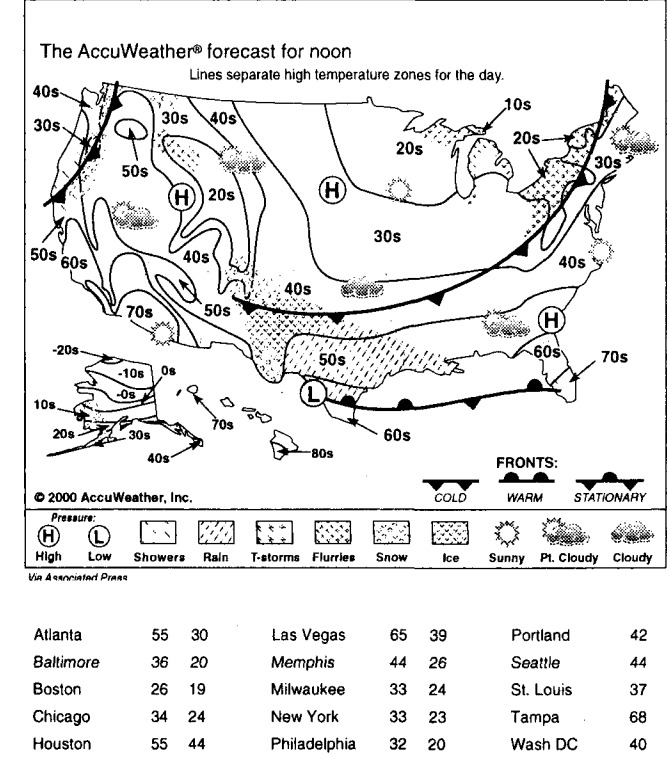 The AccuWeather® forecast for noon
Lines separate high temperature zones for the day.
40s
30s
50s
30s
40s
20s
10s
20s
20s
30s
H
H
30s
50s
60s
40s
50s
40s
40s
70s
H
50s
60s
70s
L
60s
-20s
-10s
0s
-0s
10s
20s
30s
40s
70s
80s
FRONTS:
COLD WARM STATIONARY
© 2000 AccuWeather, Inc.
Pressure:
H L
High Low Showers Rain T-storms Flurries Snow Ice Sunny Pt. Cloudy Cloudy
Via Associated Press
Atlanta 55 30 Las Vegas 65 39 Portland 42
Baltimore 36 20 Memphis 44 26 Seattle 44
Boston 26 19 Milwaukee 33 24 St. Louis 37
Chicago 34 24 New York 33 23 Tampa 68
Houston 55 44 Philadelphia 32 20 Wash DC 40